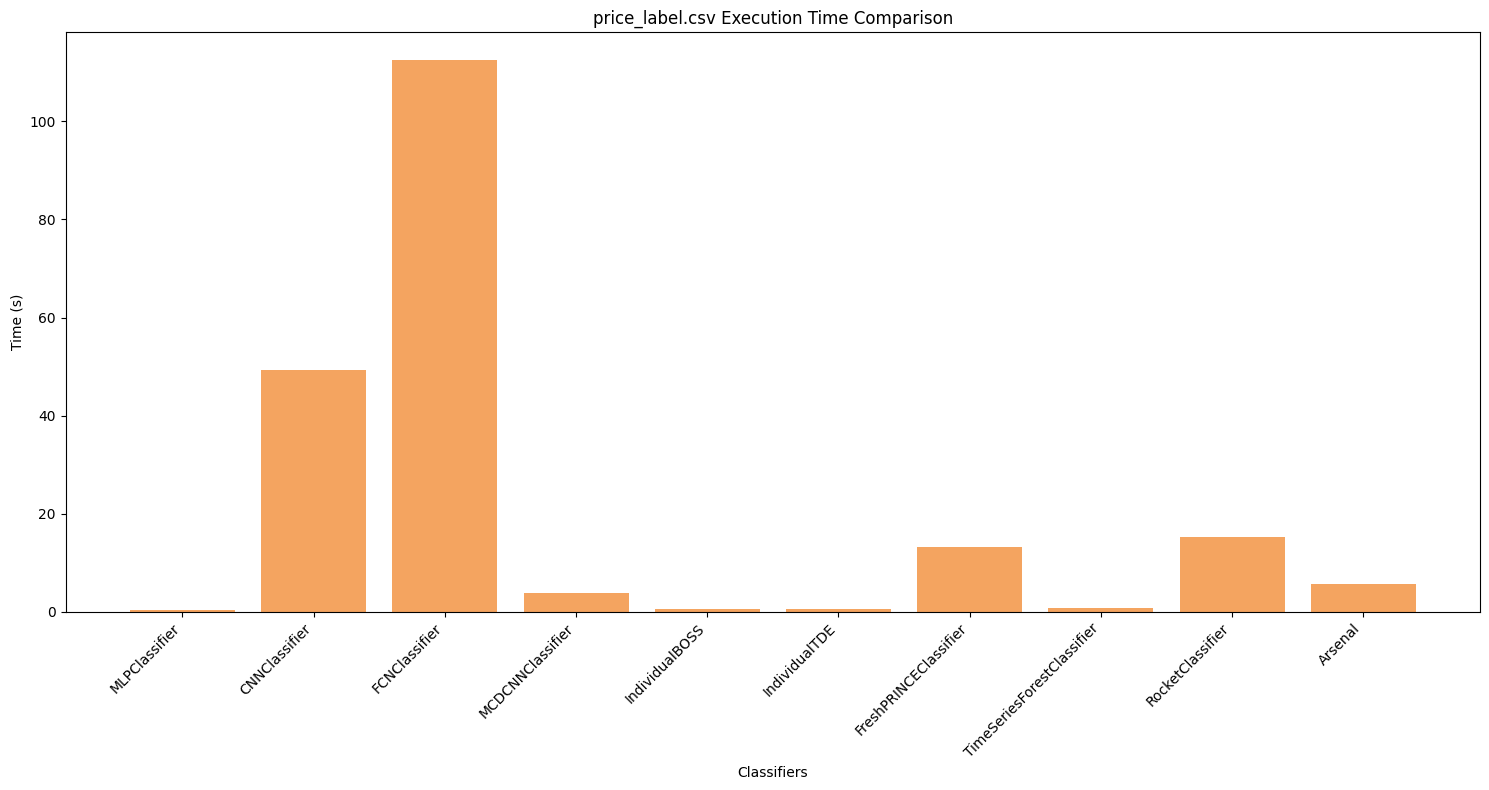 price_label.csv Execution Time Comparison
Time (s)
100
80
60
40
20
0
MLPClassifier
CNNClassifier
FCNClassifier
MCDCNNClassifier
IndividualBOSS
IndividualTDE
FreshPRINCEClassifier
TimeSeriesForestClassifier
RocketClassifier
Arsenal
Classifiers